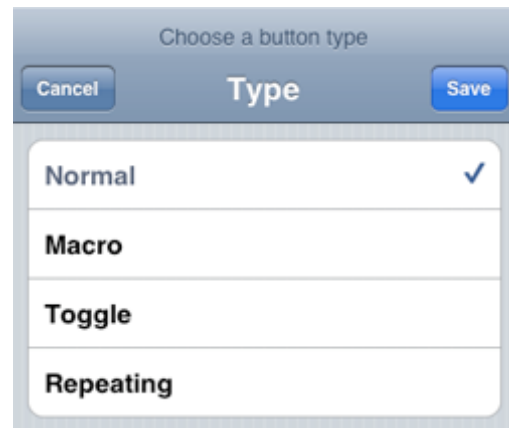 Choose a button type
Cancel Type Save
Normal
Macro
Toggle
Repeating